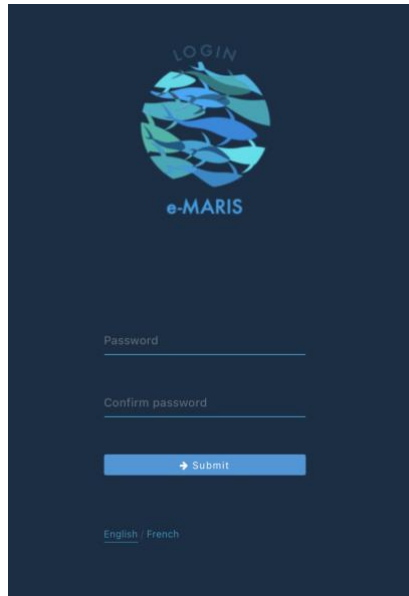 LOGIN
e-MARIS
Password
Confirm password
→ Submit
English / French